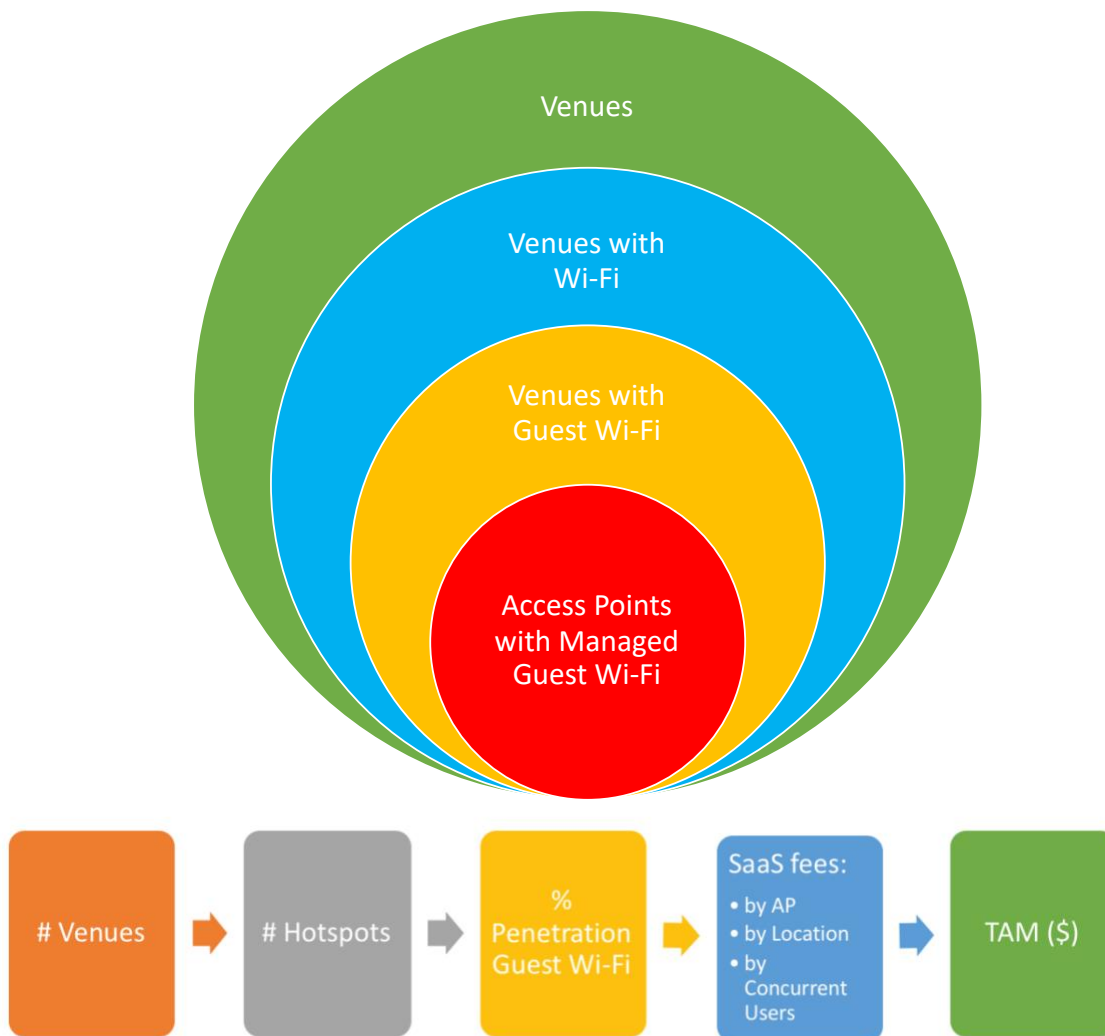 Venues
Venues with
Wi-Fi
Venues with
Guest Wi-Fi
Access Points
with Managed
Guest Wi-Fi
# Venues
# Hotspots
%
Penetration
Guest Wi-Fi
SaaS fees:
• by AP
• by Location
• by
Concurrent
Users
TAM ($)